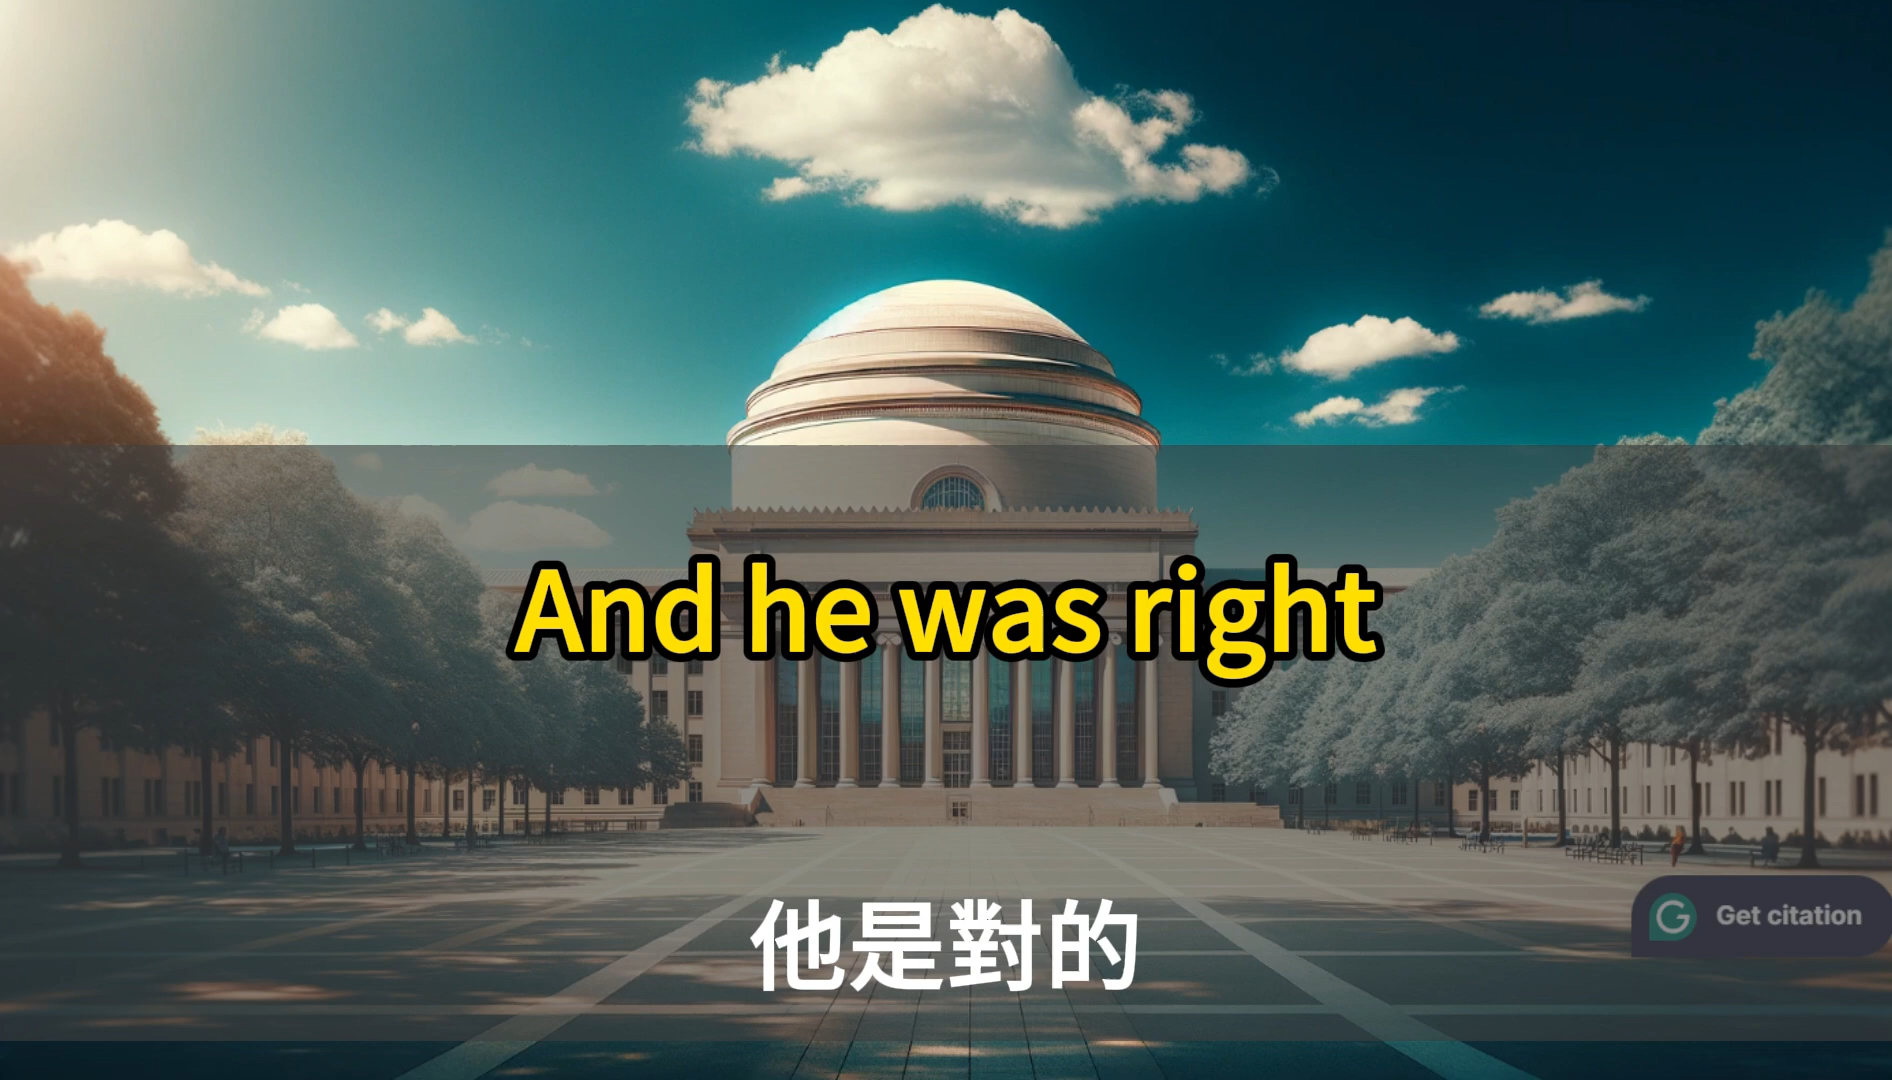 And he was right
他是對的
Get citation